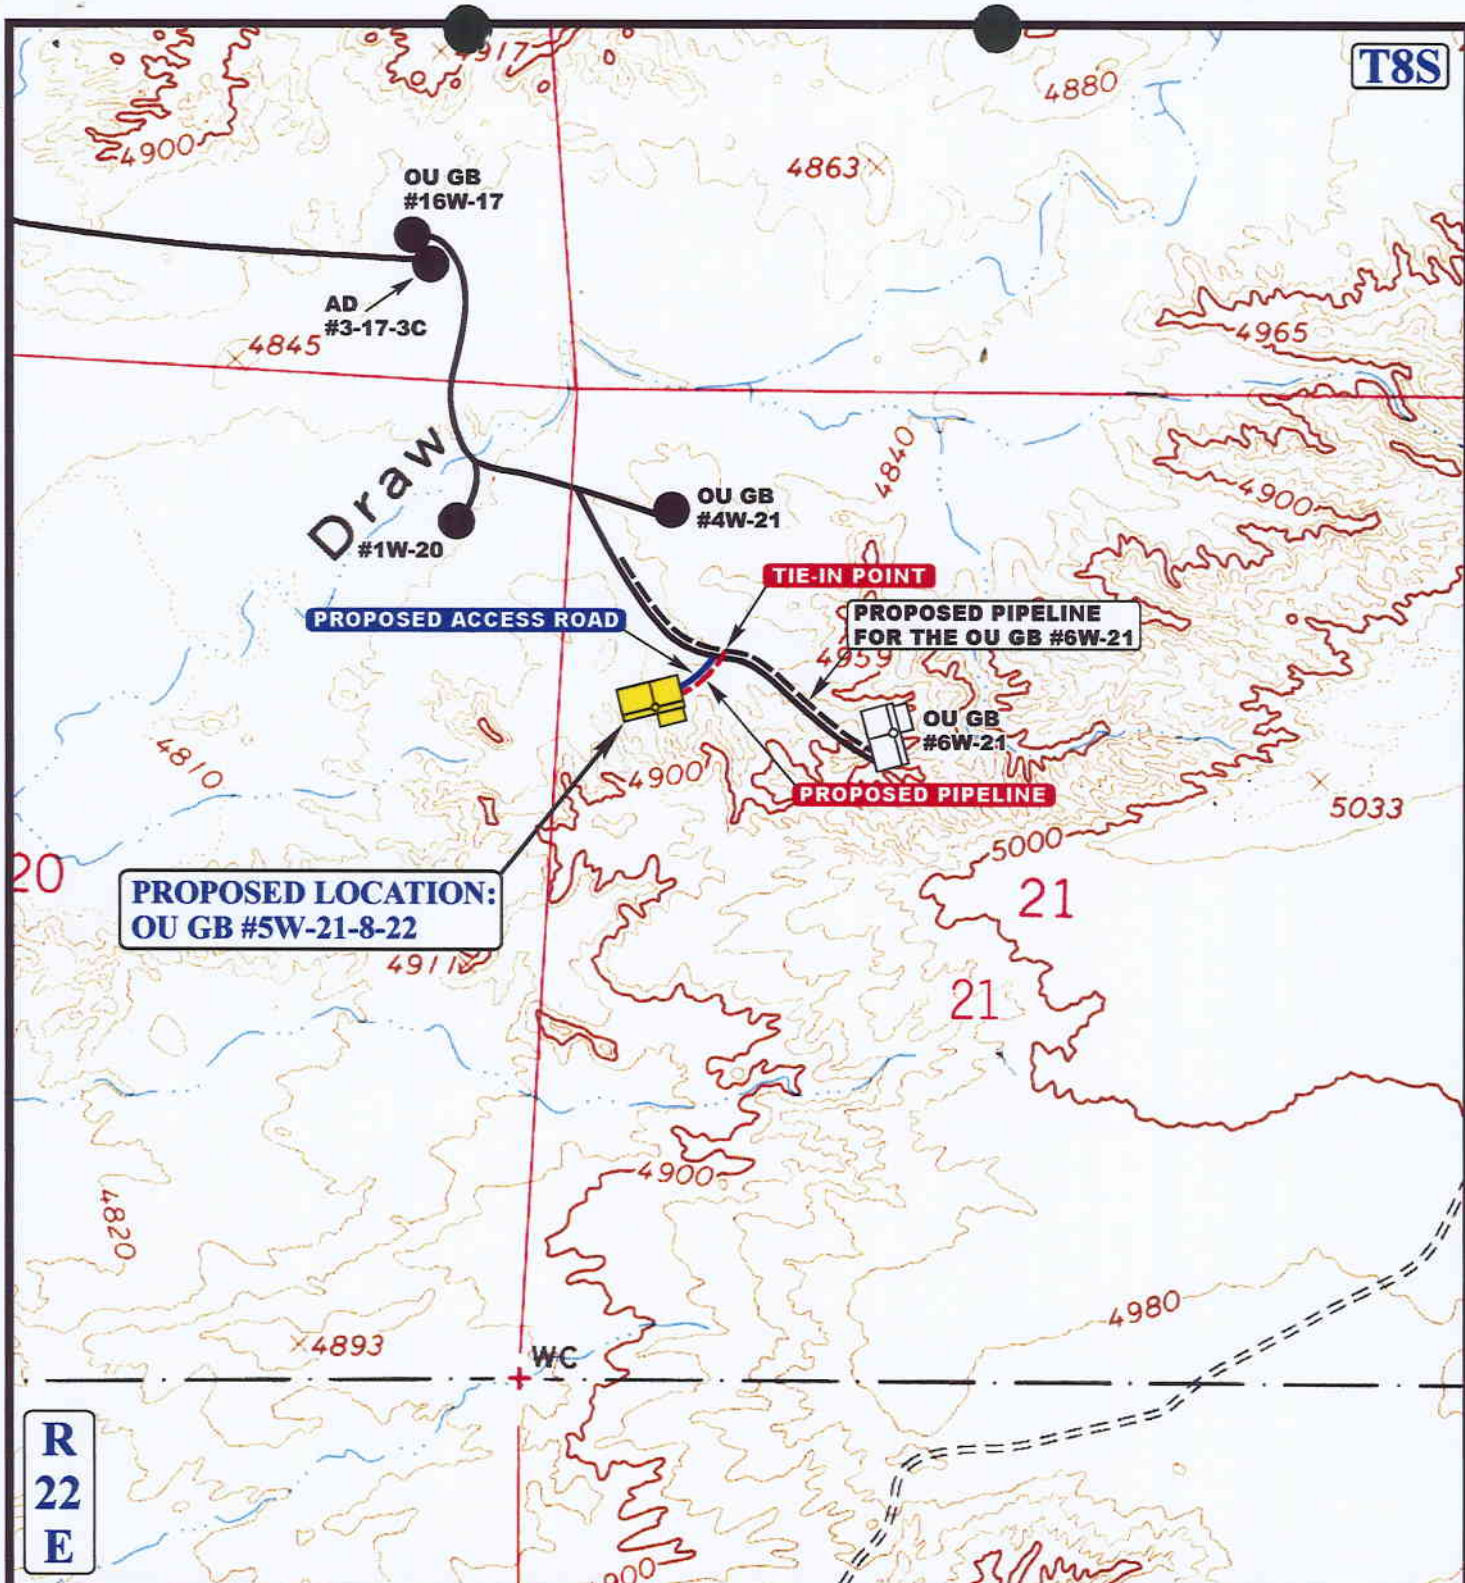 4917
T8S
4880
4900
4863
OU GB
#16W-17
AD
#3-17-3C
4845
4965
Draw
4840
4900
OU GB
#4W-21
#1W-20
TIE-IN POINT
PROPOSED ACCESS ROAD
PROPOSED PIPELINE
FOR THE OU GB #6W-21
4959
OU GB
#6W-21
4810
4900
PROPOSED PIPELINE
5033
5000
20
PROPOSED LOCATION:
OU GB #5W-21-8-22
21
4911
21
4900
4820
4980
4893
WC
R
22
E